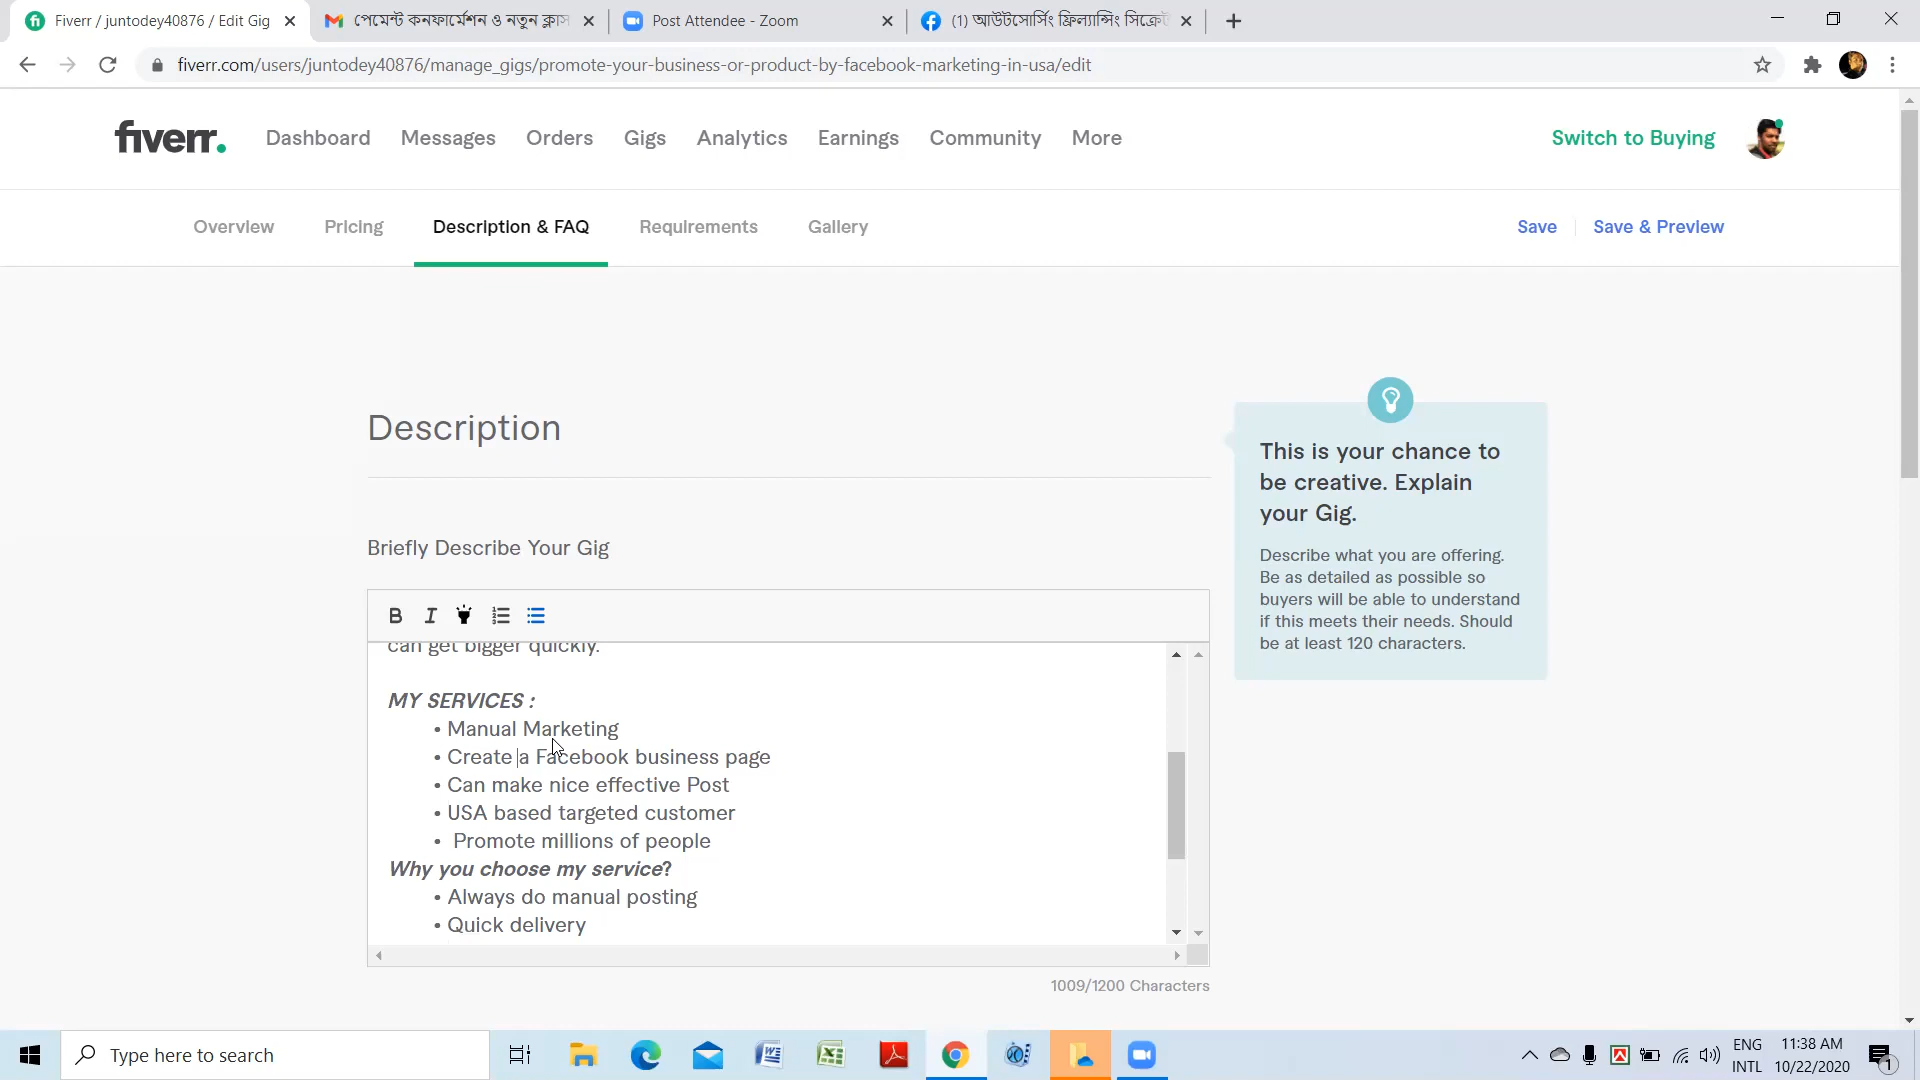 Fiverr / juntodey40876 / Edit Gig
পেমেন্ট কনফার্মেশন ও নতুন ক্লাস
Post Attendee - Zoom
(1) আউটসোর্সিং ফ্রিল্যান্সিং সিক্রেট
fiverr.com/users/juntodey40876/manage_gigs/promote-your-business-or-product-by-facebook-marketing-in-usa/edit
fiverr.
Dashboard
Messages
Orders
Gigs
Analytics
Earnings
Community
More
Switch to Buying
Overview
Pricing
Description & FAQ
Requirements
Gallery
Save
Save & Preview
Description
Briefly Describe Your Gig
B I
can get bigger quickly.
MY SERVICES :
• Manual Marketing
• Create a Facebook business page
• Can make nice effective Post
• USA based targeted customer
• Promote millions of people
Why you choose my service?
• Always do manual posting
• Quick delivery
1009/1200 Characters
This is your chance to
be creative. Explain
your Gig.
Describe what you are offering.
Be as detailed as possible so
buyers will be able to understand
if this meets their needs. Should
be at least 120 characters.
Type here to search
ENG
INTL
11:38 AM
10/22/2020
1